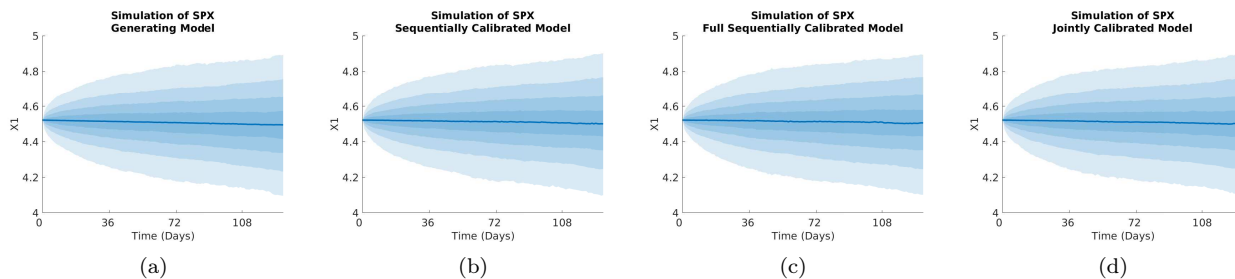 Simulation of SPX
Generating Model
5
4.8
4.6
4.4
4.2
4
X1
0
36
72
108
Time (Days)
(a)
Simulation of SPX
Sequentially Calibrated Model
5
4.8
4.6
4.4
4.2
4
X1
0
36
72
108
Time (Days)
(b)
Simulation of SPX
Full Sequentially Calibrated Model
5
4.8
4.6
4.4
4.2
4
X1
0
36
72
108
Time (Days)
(c)
Simulation of SPX
Jointly Calibrated Model
5
4.8
4.6
4.4
4.2
4
X1
0
36
72
108
Time (Days)
(d)